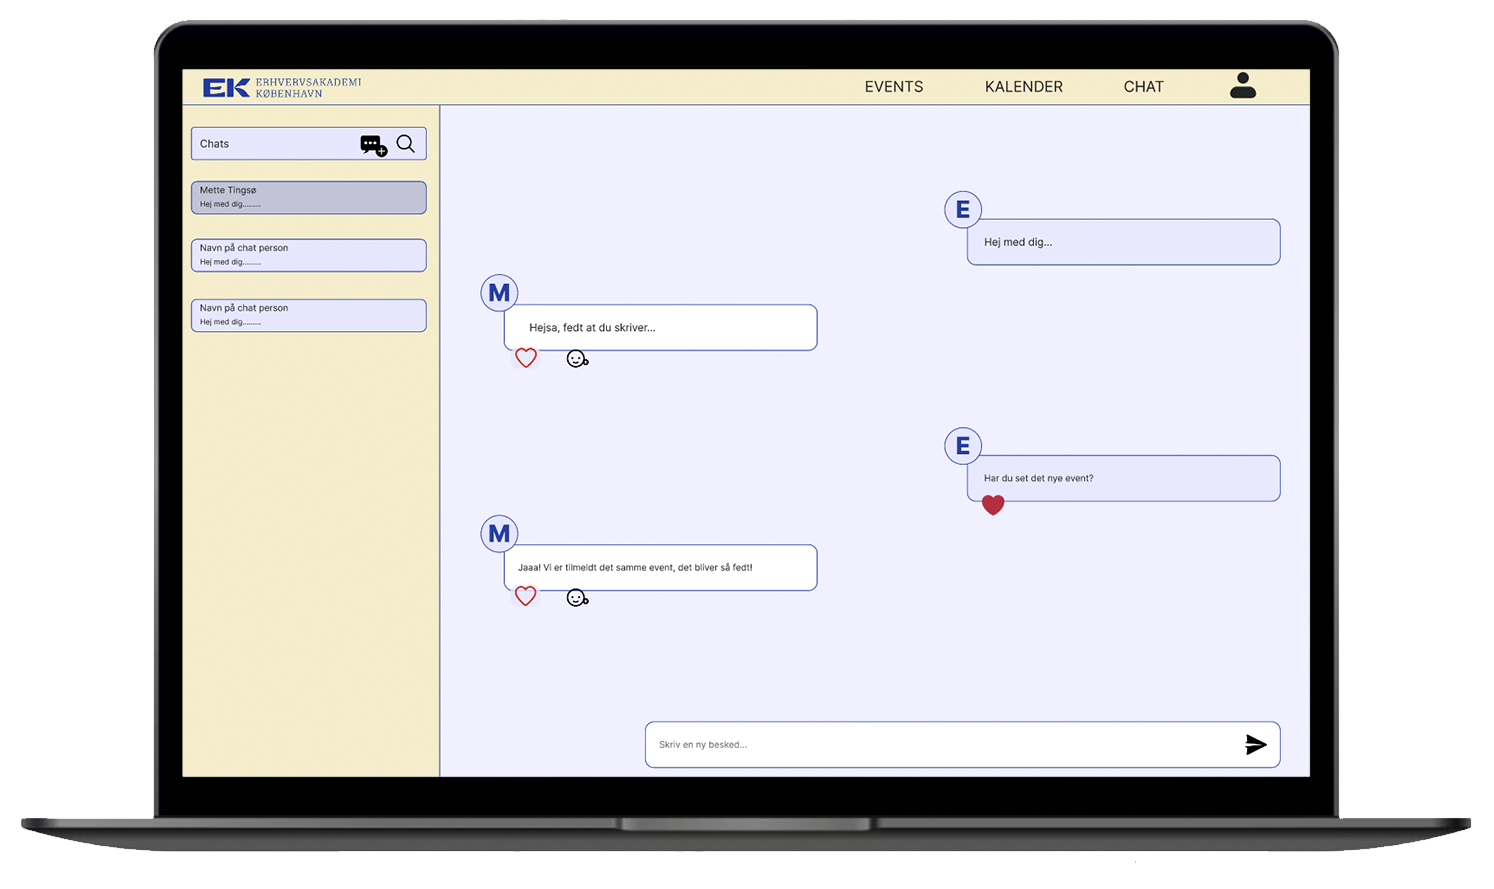 EK ERHVERVSAKADEMI
KØBENHAVN
EVENTS KALENDER CHAT
Chats
Mette Tingsø
Hej med dig.........
Navn på chat person
Hej med dig.........
Navn på chat person
Hej med dig.........
E
Hej med dig...
M
Hejsa, fedt at du skriver...
E
Har du set det nye event?
M
Jaaa! Vi er tilmeldt det samme event, det bliver så fedt!
Skriv en ny besked...